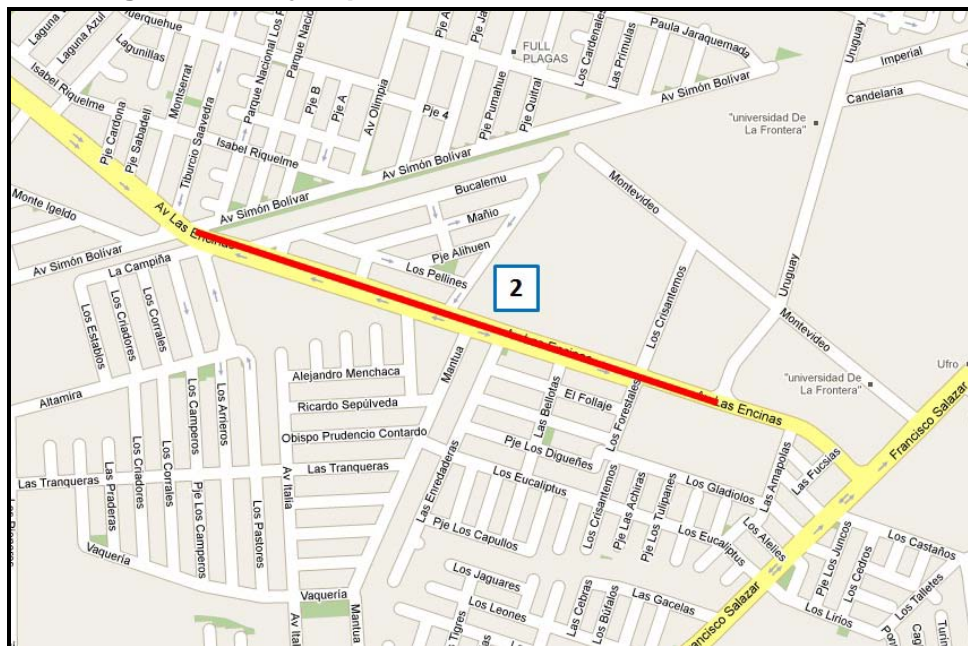 Laguna Azul
Lagunillas
Isabel Riquelme
Pje Cardona
Pje Sabadell
Montserrat
Tiburcio Saavedra
Parque Nacional
Pje B
Pje A
Isabel Riquelme
Av Olimpia
Pje 4
Pje Pumahue
Pje Quitral
FULL
PLAGAS
Los Cardenales
Las Prímulas
Paula Jaraquemada
Av Simón Bolívar
Uruguay
Imperial
Candelaria
"universidad De
La Frontera"
Monte Igeldo
Av Las Encinas
Av Simón Bolívar
Av Simón Bolívar
Av Simón Bolívar
Bucalemu
Mañio
Pje Alihuen
Los Pellines
Montevideo
Los Crisantemos
Uruguay
Montevideo
2
La Campiña
Los Establos
Los Criadores
Los Corrales
Altamira
Los Camperos
Los Arrieros
Alejandro Menchaca
Ricardo Sepúlveda
Obispo Prudencio Contardo
Mantua
Las Bellotas
El Follaje
Los Forestales
Av Las Encinas
"universidad De
La Frontera"
Ufro
Francisco Salazar
Las Tranqueras
Las Praderas
Los Criadores
Los Corrales
Pje Los Camperos
Los Pastores
Av Italia
Las Tranqueras
Las Enredaderas
Pje Los Digueñes
Los Eucaliptus
Los Crisantemos
Pje Las Achiras
Pje Los Tulipanes
Los Gladiolos
Las Amapolas
Las Fucsias
Los Eucaliptus
Los Alelíes
Pje Los Juncos
Los Cedros
Los Castaños
Los Talletes
Los Lirios
Vaquería
Vaquería
Mantua
Pje Los Capullos
Los Jaguares
Los Leones
Las Cebras
Los Búfalos
Las Gacelas
Francisco Salazar